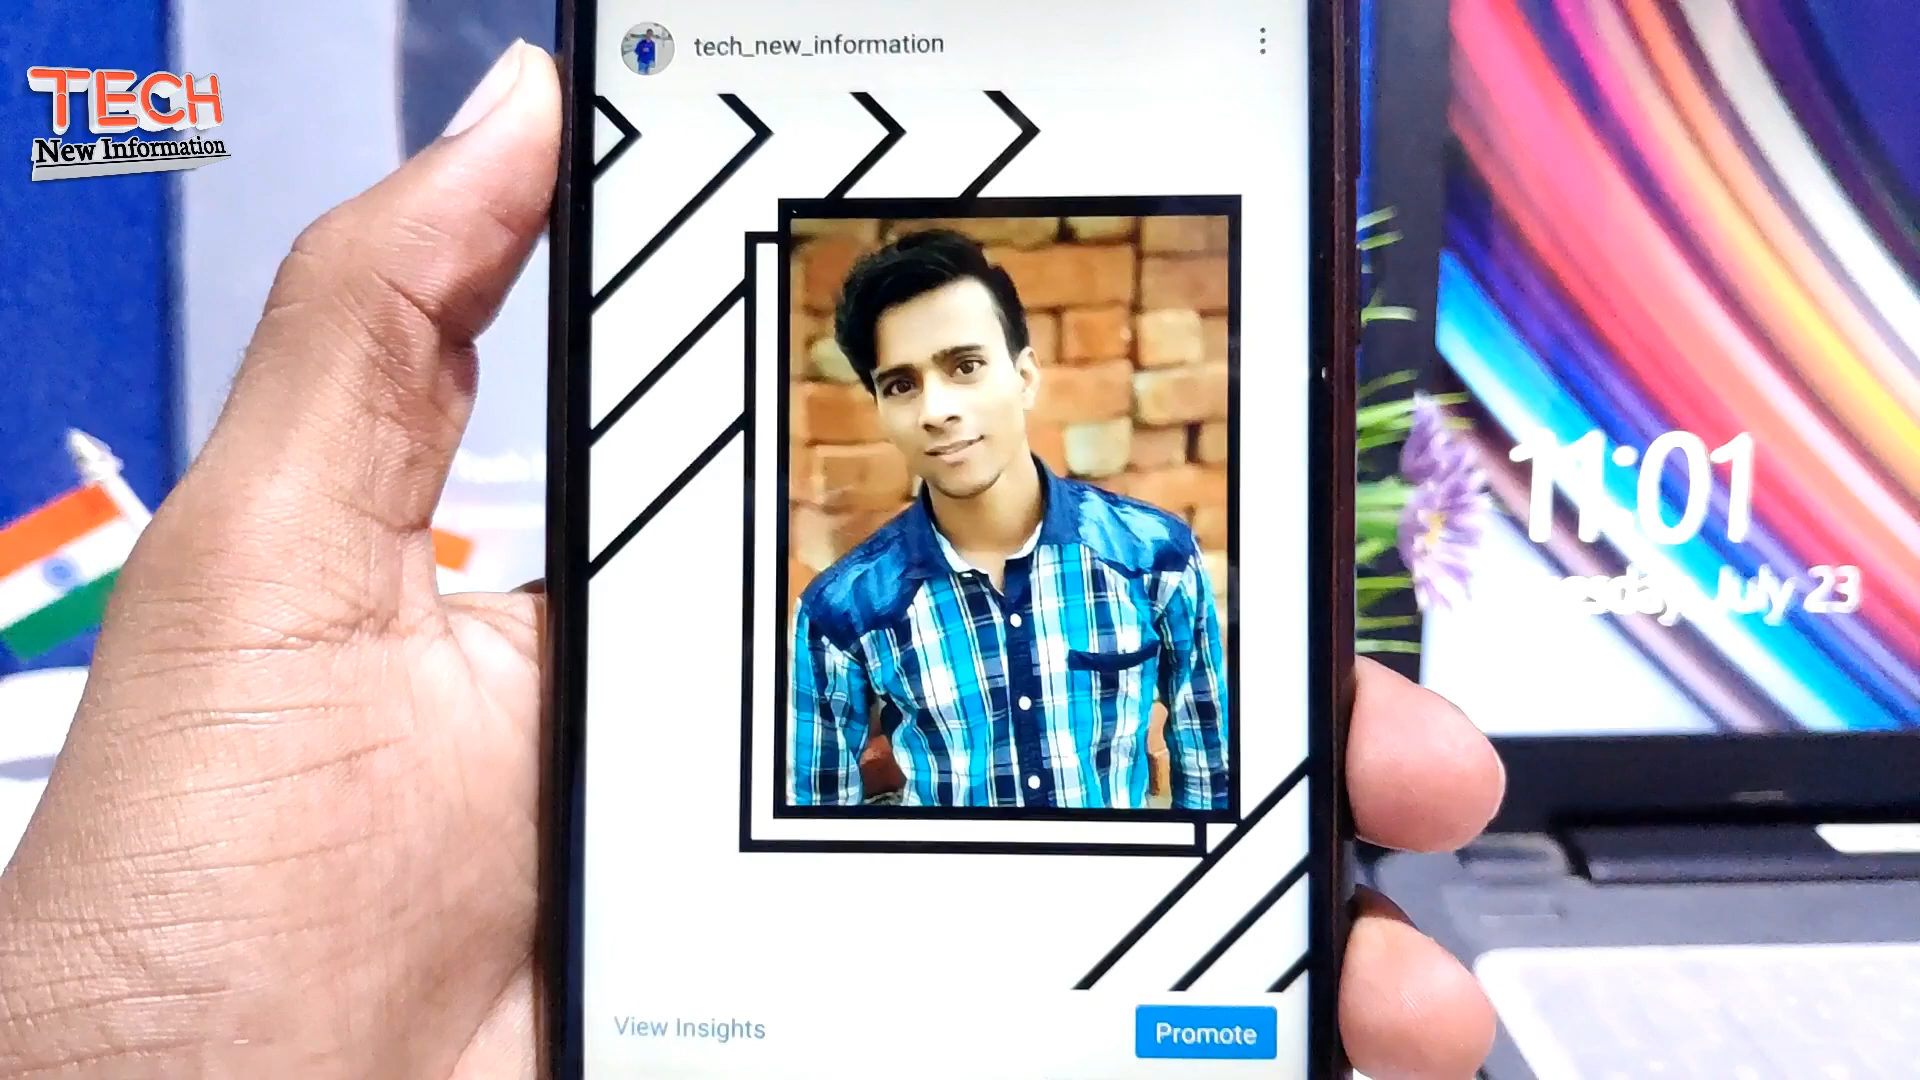 TECH
New Information
tech_new_information
11:01
July 23
View Insights
Promote